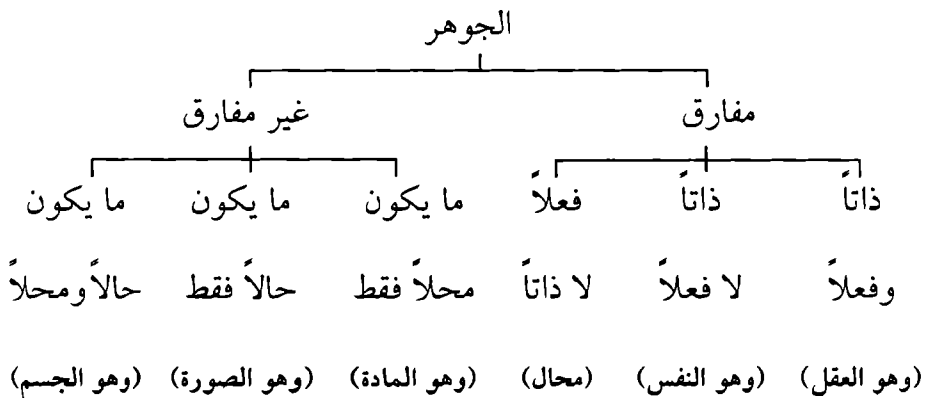 الجوهر
مفارق غير مفارق
ذاتاً ذاتاً فعلاً ما يكون ما يكون ما يكون
وفعلاً لا فعلاً لا ذاتاً محلاً فقط حالاً فقط حالاً ومحلاً
(وهو العقل) (وهو النفس) (محال) (وهو المادة) (وهو الصورة) (وهو الجسم)